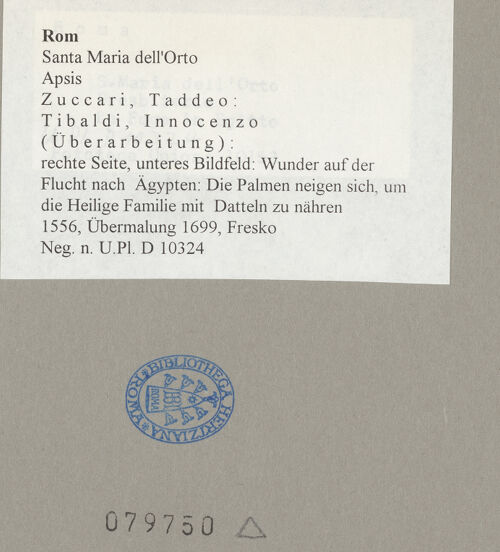 Rom
Santa Maria dell'Orto
Apsis
Zuccari, Taddeo:
Tibaldi, Innocenzo
(Überarbeitung):
rechte Seite, unteres Bildfeld: Wunder auf der
Flucht nach Ägypten: Die Palmen neigen sich, um
die Heilige Familie mit Datteln zu nähren
1556, Übermalung 1699, Fresko
Neg. n. U.Pl. D 10324
BIBLIOTHECA HERTZIANA ROMA
ROMA
079750